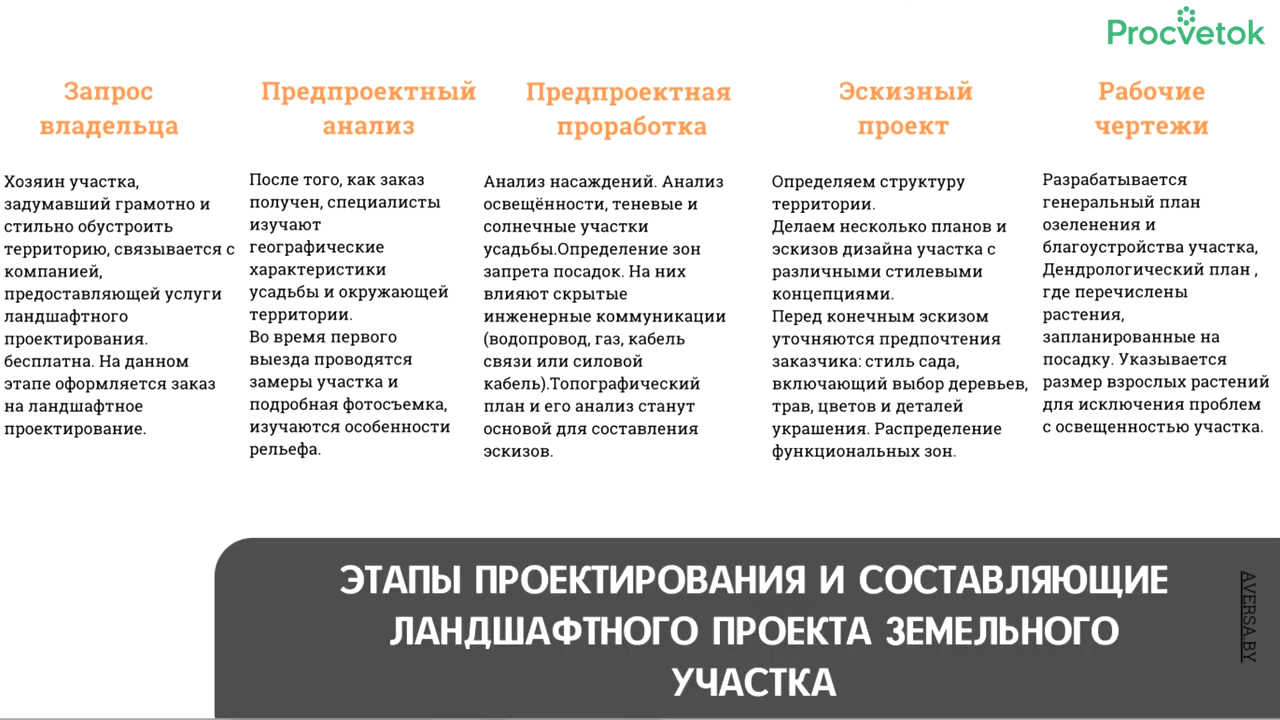 Procvetok
Запрос
владельца
Хозяин участка,
задумавший грамотно и
стильно обустроить
территорию, связывается с
компанией,
предоставляющей услуги
ландшафтного
проектирования.
бесплатна. На данном
этапе оформляется заказ
на ландшафтное
проектирование.
Предпроектный
анализ
После того, как заказ
получен, специалисты
изучают
географические
характеристики
усадьбы и окружающей
территории.
Во время первого
выезда проводятся
замеры участка и
подробная фотосъемка,
изучаются особенности
рельефа.
Предпроектная
проработка
Анализ насаждений. Анализ
освещённости, теневые и
солнечные участки
усадьбы.Определение зон
запрета посадок. На них
влияют скрытые
инженерные коммуникации
(водопровод, газ, кабель
связи или силовой
кабель).Топографический
план и его анализ станут
основой для составления
эскизов.
Эскизный
проект
Определяем структуру
территории.
Делаем несколько планов и
эскизов дизайна участка с
различными стилевыми
концепциями.
Перед конечным эскизом
уточняются предпочтения
заказчика: стиль сада,
включающий выбор деревьев,
трав, цветов и деталей
украшения. Распределение
функциональных зон.
Рабочие
чертежи
Разрабатывается
генеральный план
озеленения и
благоустройства участка,
Дендрологический план ,
где перечислены
растения,
запланированные на
посадку. Указывается
размер взрослых растений
для исключения проблем
с освещенностью участка.
ЭТАПЫ ПРОЕКТИРОВАНИЯ И СОСТАВЛЯЮЩИЕ
ЛАНДШАФТНОГО ПРОЕКТА ЗЕМЕЛЬНОГО
УЧАСТКА
AVERSA.BY